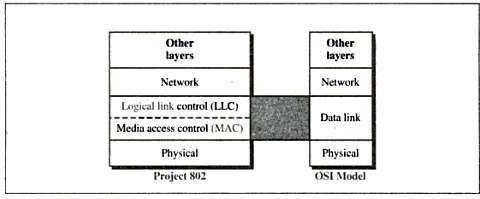 Other
layers
Network
Logical link control (LLC)
Media access control (MAC)
Physical
Project 802
Other
layers
Network
Data link
Physical
OSI Model